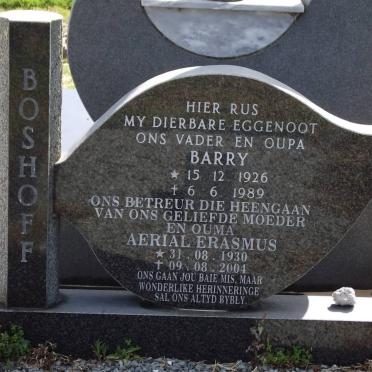 BOSHOFF
HIER RUS
MY DIERBARE EGGENOOT
ONS VADER EN OUPA
BARRY
★ 15. 12. 1926
✝ 6. 6. 1989
ONS BETREUR DIE HEENGAAN
VAN ONS GELIEFDE MOEDER
EN OUMA
AERIAL ERASMUS
★ 31. 08. 1930
✝ 09. 08. 2004
ONS GAAN JOU BAIE MIS, MAAR
WONDERLIKE HERINNERINGE
SAL ONS ALTYD BYBLY